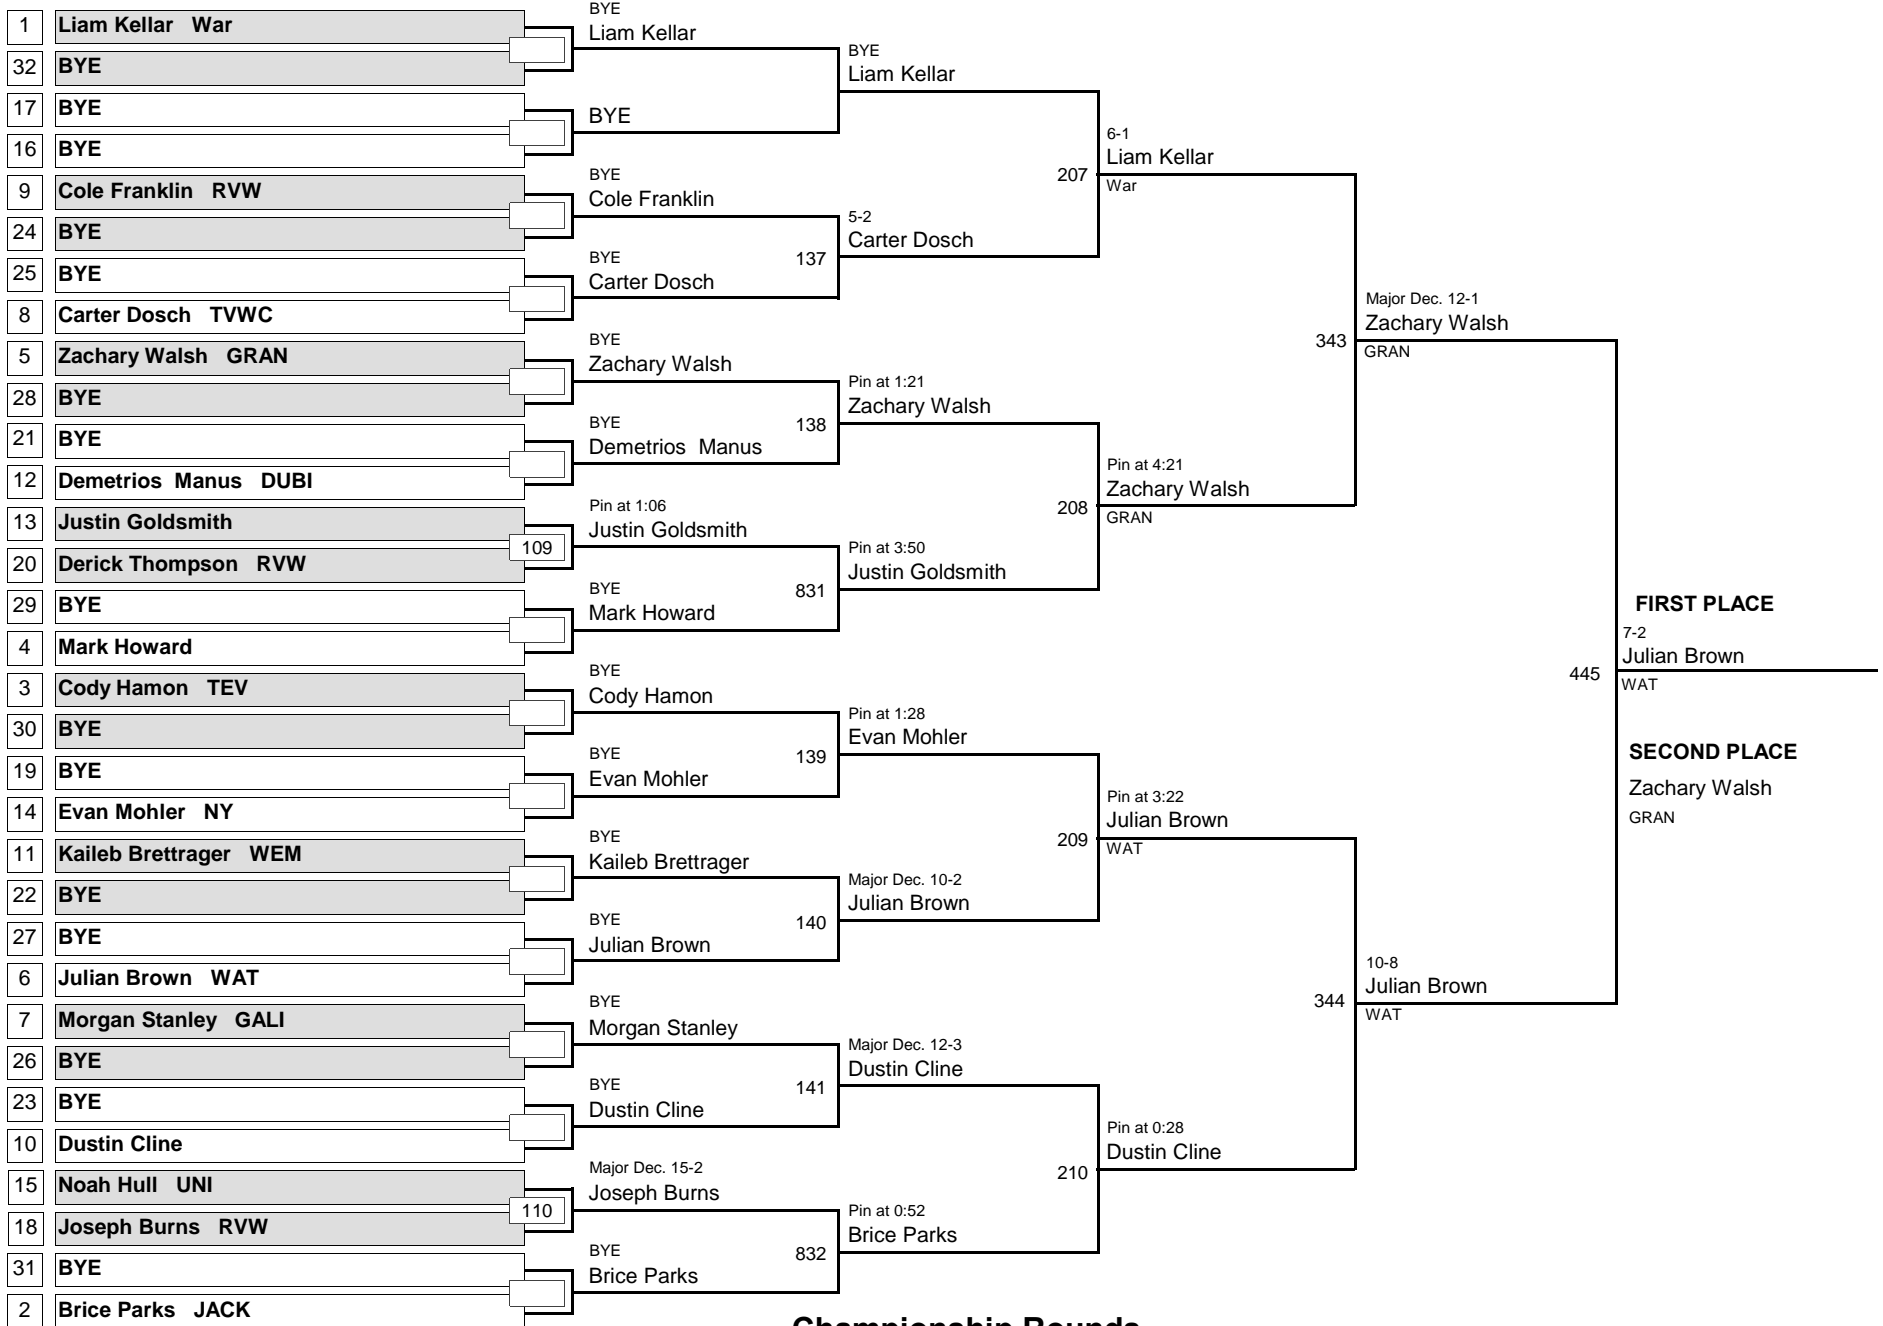 1 Liam Kellar War
32 BYE
17 BYE
16 BYE
9 Cole Franklin RVW
24 BYE
25 BYE
8 Carter Dosch TVWC
5 Zachary Walsh GRAN
28 BYE
21 BYE
12 Demetrios Manus DUBI
13 Justin Goldsmith
20 Derick Thompson RVW
29 BYE
4 Mark Howard
3 Cody Hamon TEV
30 BYE
19 BYE
14 Evan Mohler NY
11 Kaileb Brettrager WEM
22 BYE
27 BYE
6 Julian Brown WAT
7 Morgan Stanley GALI
26 BYE
23 BYE
10 Dustin Cline
15 Noah Hull UNI
18 Joseph Burns RVW
31 BYE
2 Brice Parks JACK
109
110
BYE
Liam Kellar
BYE
BYE
Cole Franklin
BYE
Carter Dosch
BYE
Zachary Walsh
BYE
Demetrios Manus
Pin at 1:06
Justin Goldsmith
BYE
Mark Howard
BYE
Cody Hamon
BYE
Evan Mohler
BYE
Kaileb Brettrager
BYE
Julian Brown
BYE
Morgan Stanley
BYE
Dustin Cline
Major Dec. 15-2
Joseph Burns
BYE
Brice Parks
137
138
831
139
140
141
832
BYE
Liam Kellar
5-2
Carter Dosch
Pin at 1:21
Zachary Walsh
Pin at 3:50
Justin Goldsmith
Pin at 1:28
Evan Mohler
Major Dec. 10-2
Julian Brown
Major Dec. 12-3
Dustin Cline
Pin at 0:52
Brice Parks
207
208
209
210
6-1
Liam Kellar
War
Pin at 4:21
Zachary Walsh
GRAN
Pin at 3:22
Julian Brown
WAT
Pin at 0:28
Dustin Cline
343
344
Major Dec. 12-1
Zachary Walsh
GRAN
10-8
Julian Brown
WAT
445
FIRST PLACE
7-2
Julian Brown
WAT
SECOND PLACE
Zachary Walsh
GRAN
Championship Rounds